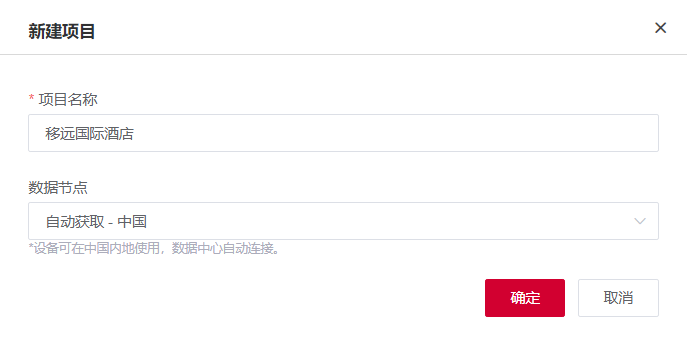 新建项目
* 项目名称
移远国际酒店
数据节点
自动获取 - 中国
*设备可在中国内地使用，数据中心自动连接。
确定
取消